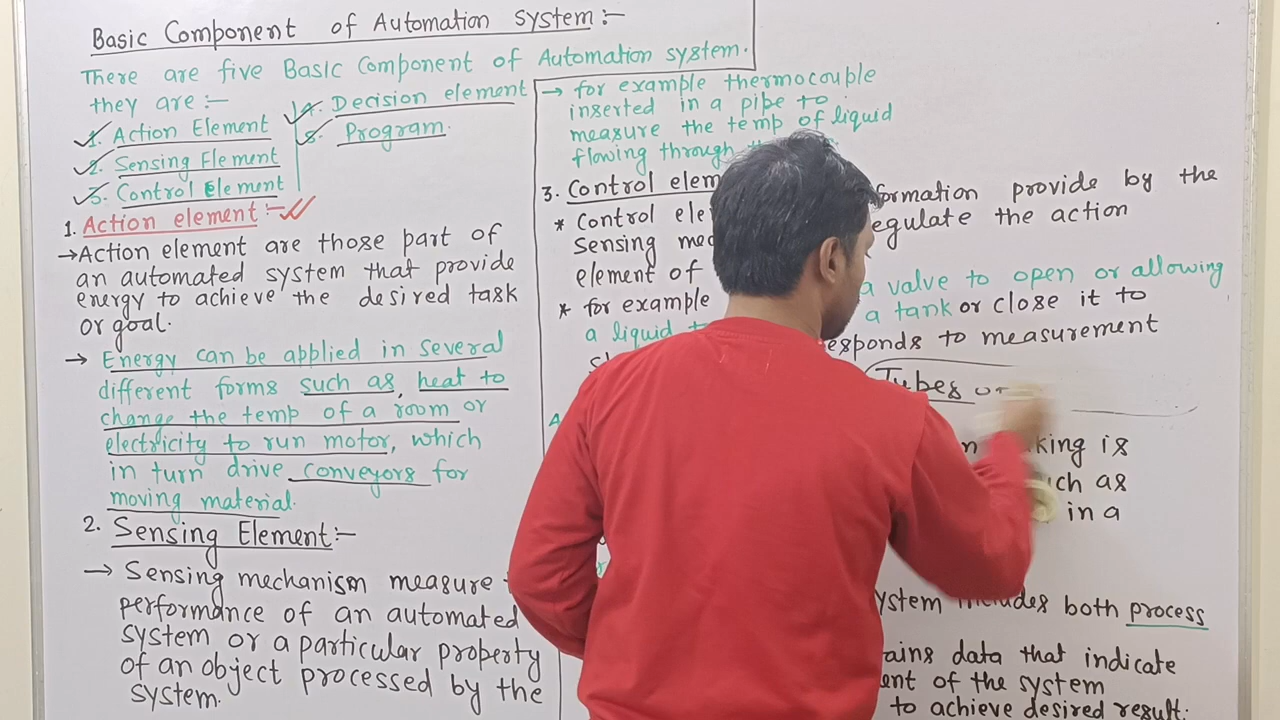 Basic Component of Automation system:-
There are five Basic Component of Automation system.
they are:-
1. Action Element
2. Sensing Element
3. Control Element
4. Decision element
5. Program.
1. Action element:-
→ Action element are those part of
an automated system that provide
energy to achieve the desired task
or goal.
→ Energy can be applied in several
different forms such as, heat to
change the temp of a room or
electricity to run motor, which
in turn drive conveyors for
moving material.
2. Sensing Element:-
→ Sensing mechanism measure
performance of an automated
system or a particular property
of an object processed by the
system.
→ for example thermocouple
inserted in a pipe to
measure the temp of liquid
flowing through
3. Control elem
* Control ele formation provide by the
Sensing me egulate the action
element of
* for example a valve to open or allowing
a liquid a tank or close it to
esponds to measurement
Tubes or
king is
uch as
in a
ystem includes both process
ains data that indicate
ent of the system
to achieve desired result.